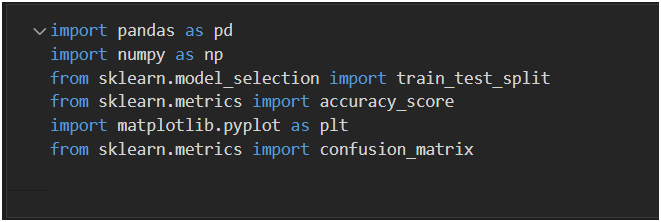 import pandas as pd
import numpy as np
from sklearn.model_selection import train_test_split
from sklearn.metrics import accuracy_score
import matplotlib.pyplot as plt
from sklearn.metrics import confusion_matrix